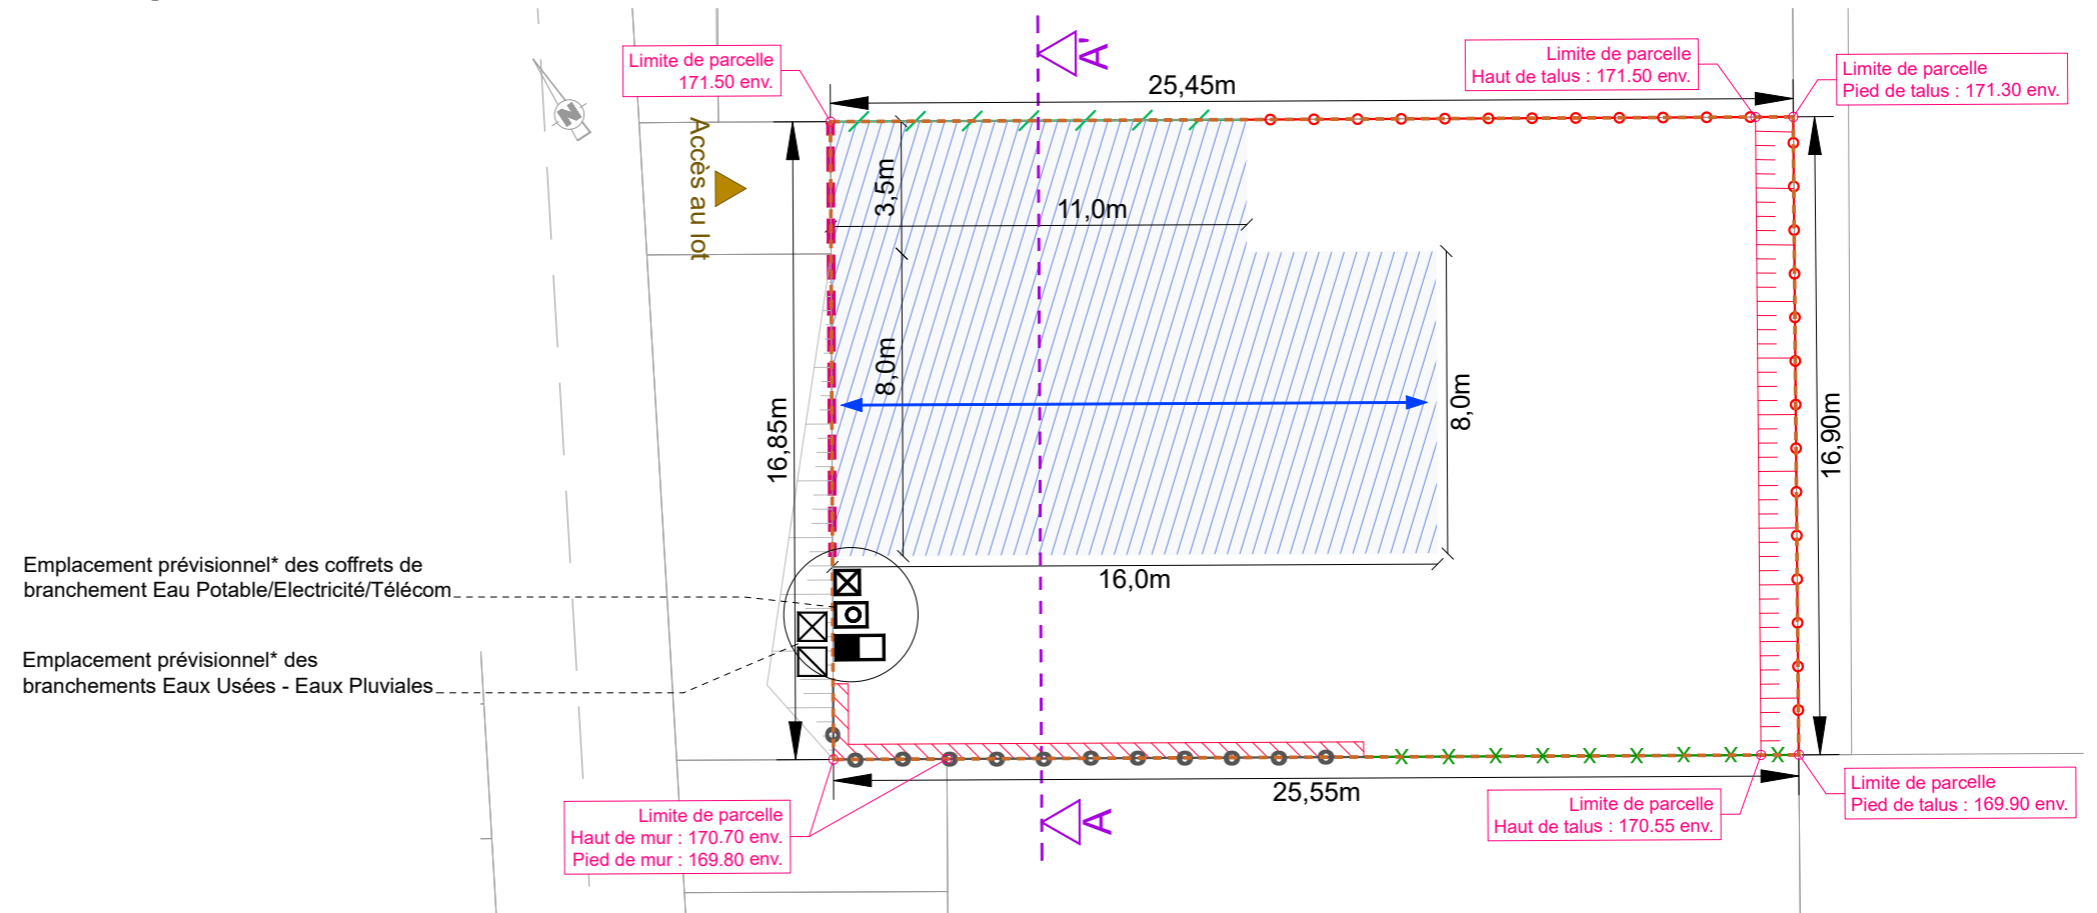 Limite de parcelle
171.50 env.
A'
Limite de parcelle
Haut de talus : 171.50 env.
Limite de parcelle
Pied de talus : 171.30 env.
25,45m
N
Accès au lot
3,5m
11,0m
8,0m
8,0m
16,85m
16,90m
16,0m
Emplacement prévisionnel* des coffrets de
branchement Eau Potable/Electricité/Télécom
Emplacement prévisionnel* des
branchements Eaux Usées - Eaux Pluviales
25,55m
Limite de parcelle
Haut de mur : 170.70 env.
Pied de mur : 169.80 env.
A
Limite de parcelle
Haut de talus : 170.55 env.
Limite de parcelle
Pied de talus : 169.90 env.